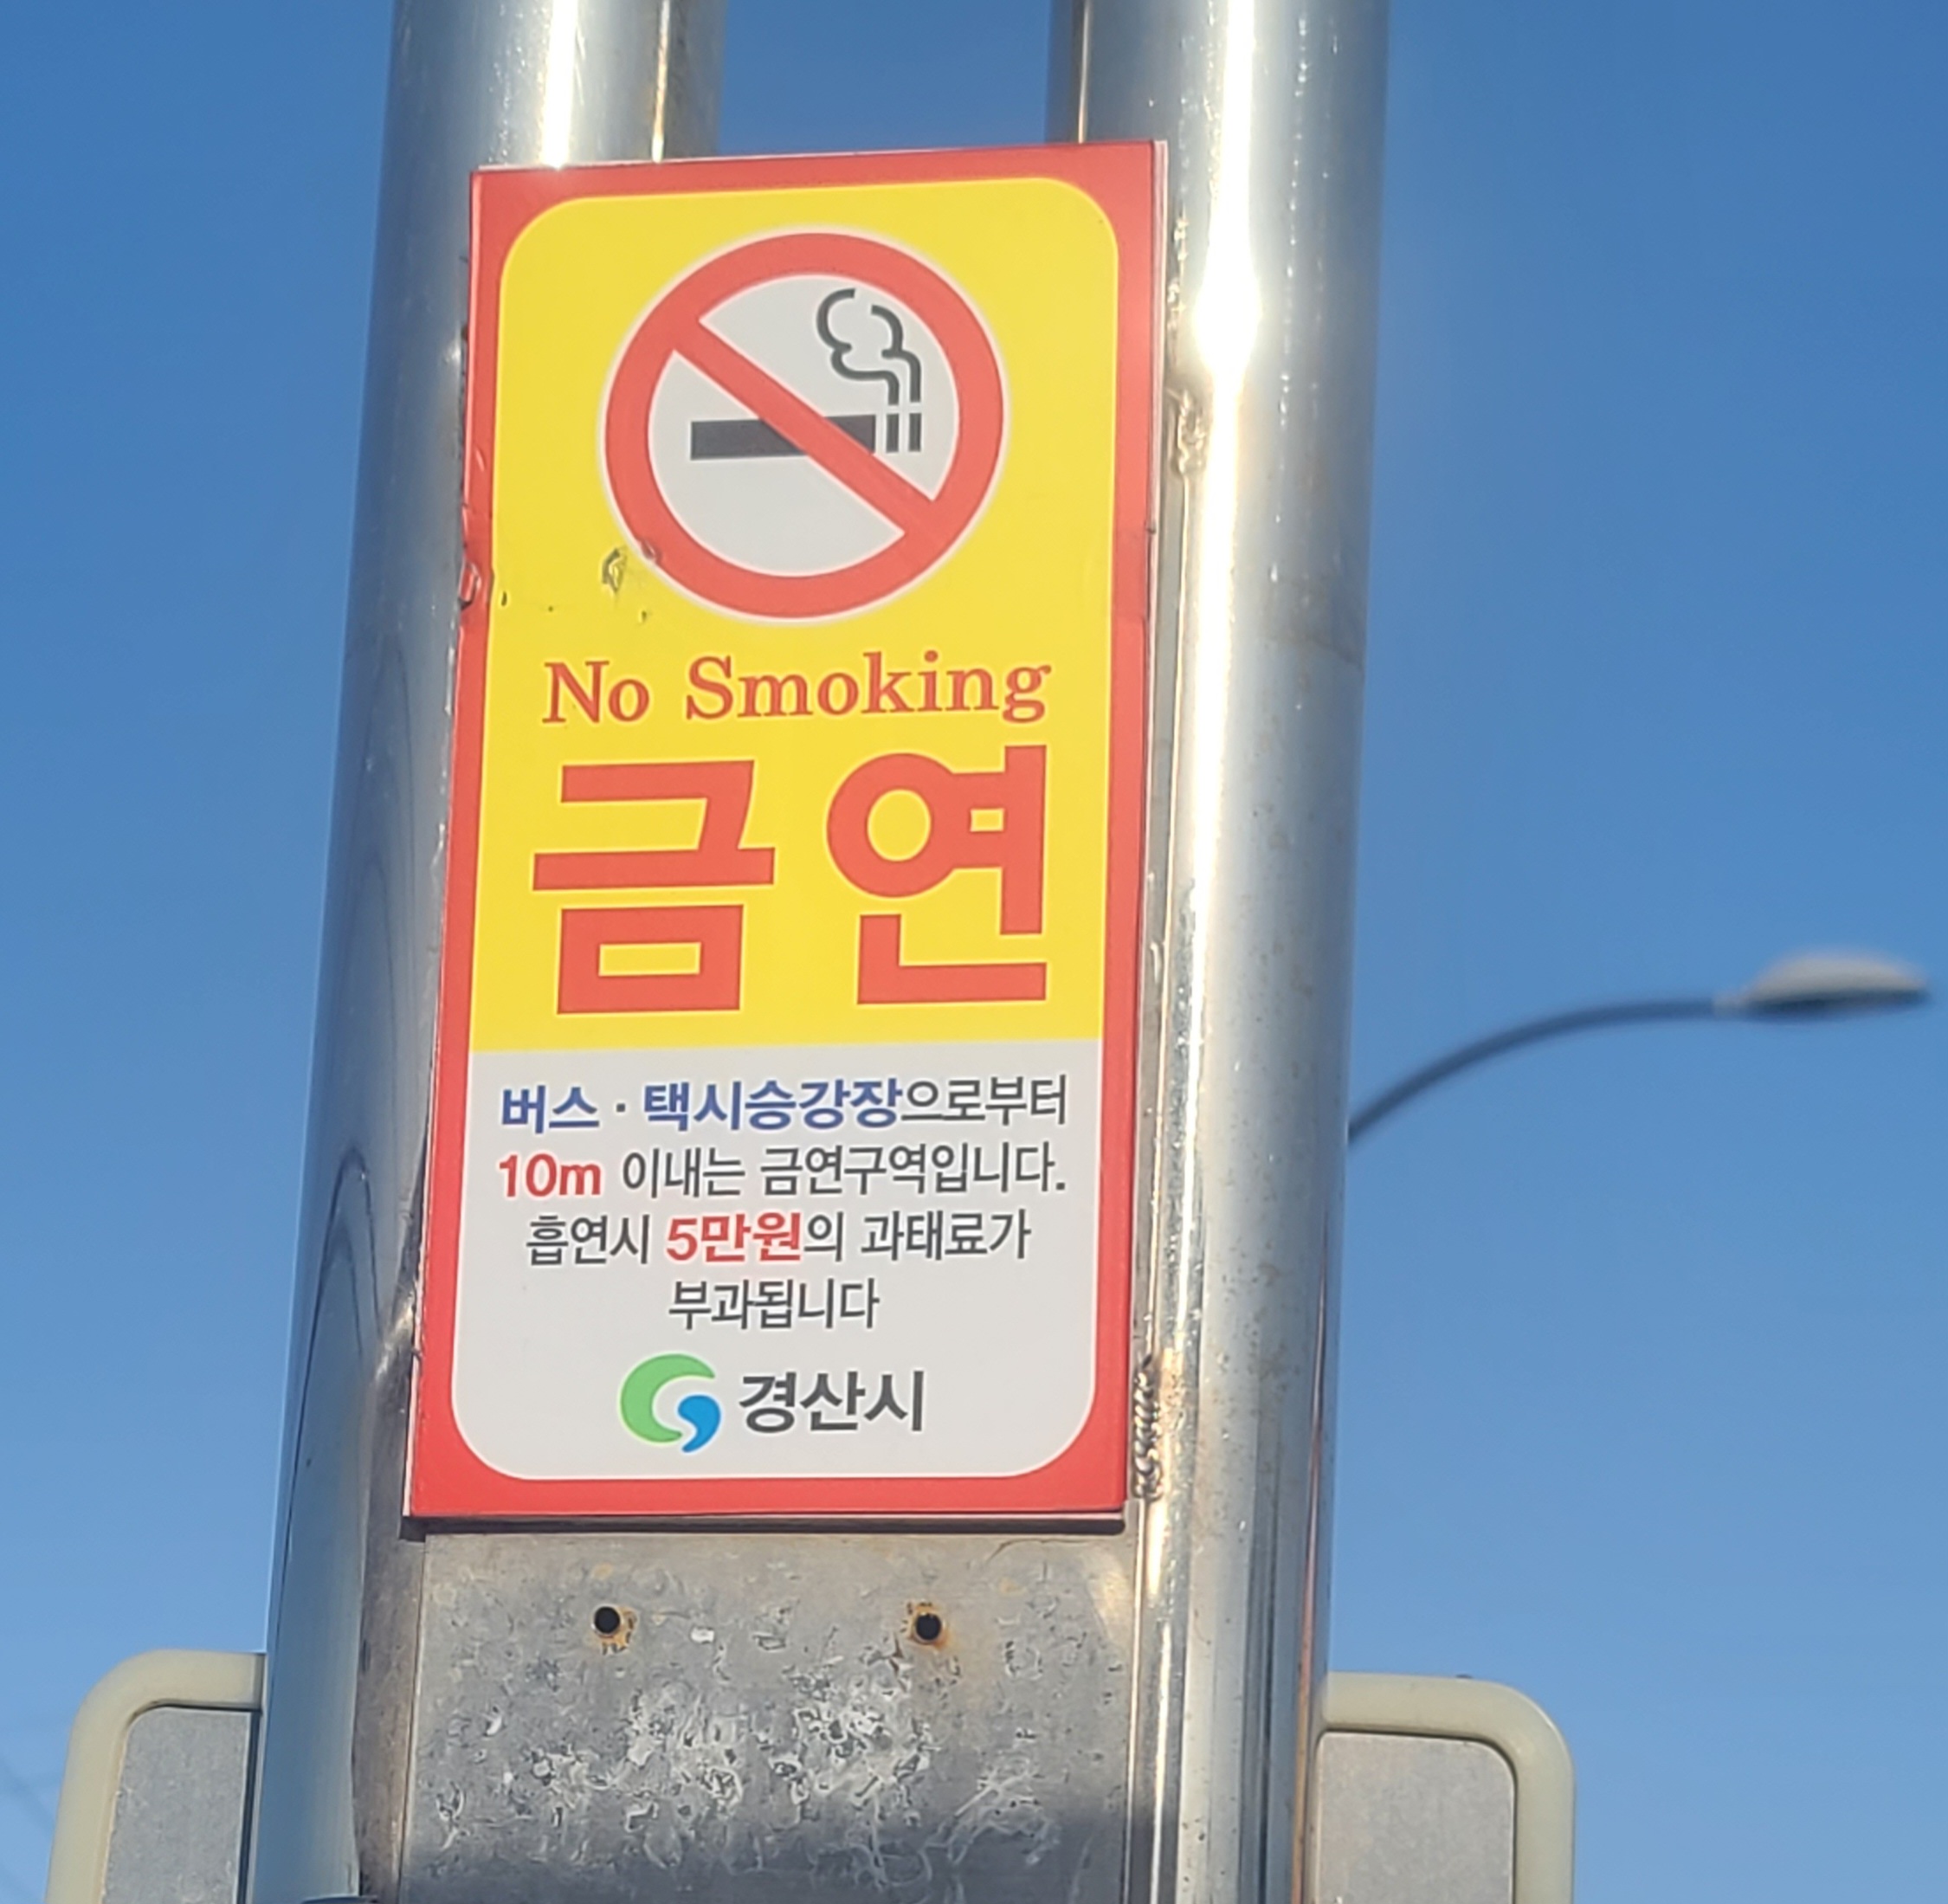 No Smoking
금연
버스 · 택시승강장으로부터
10m 이내는 금연구역입니다.
흡연시 5만원의 과태료가
부과됩니다
경산시